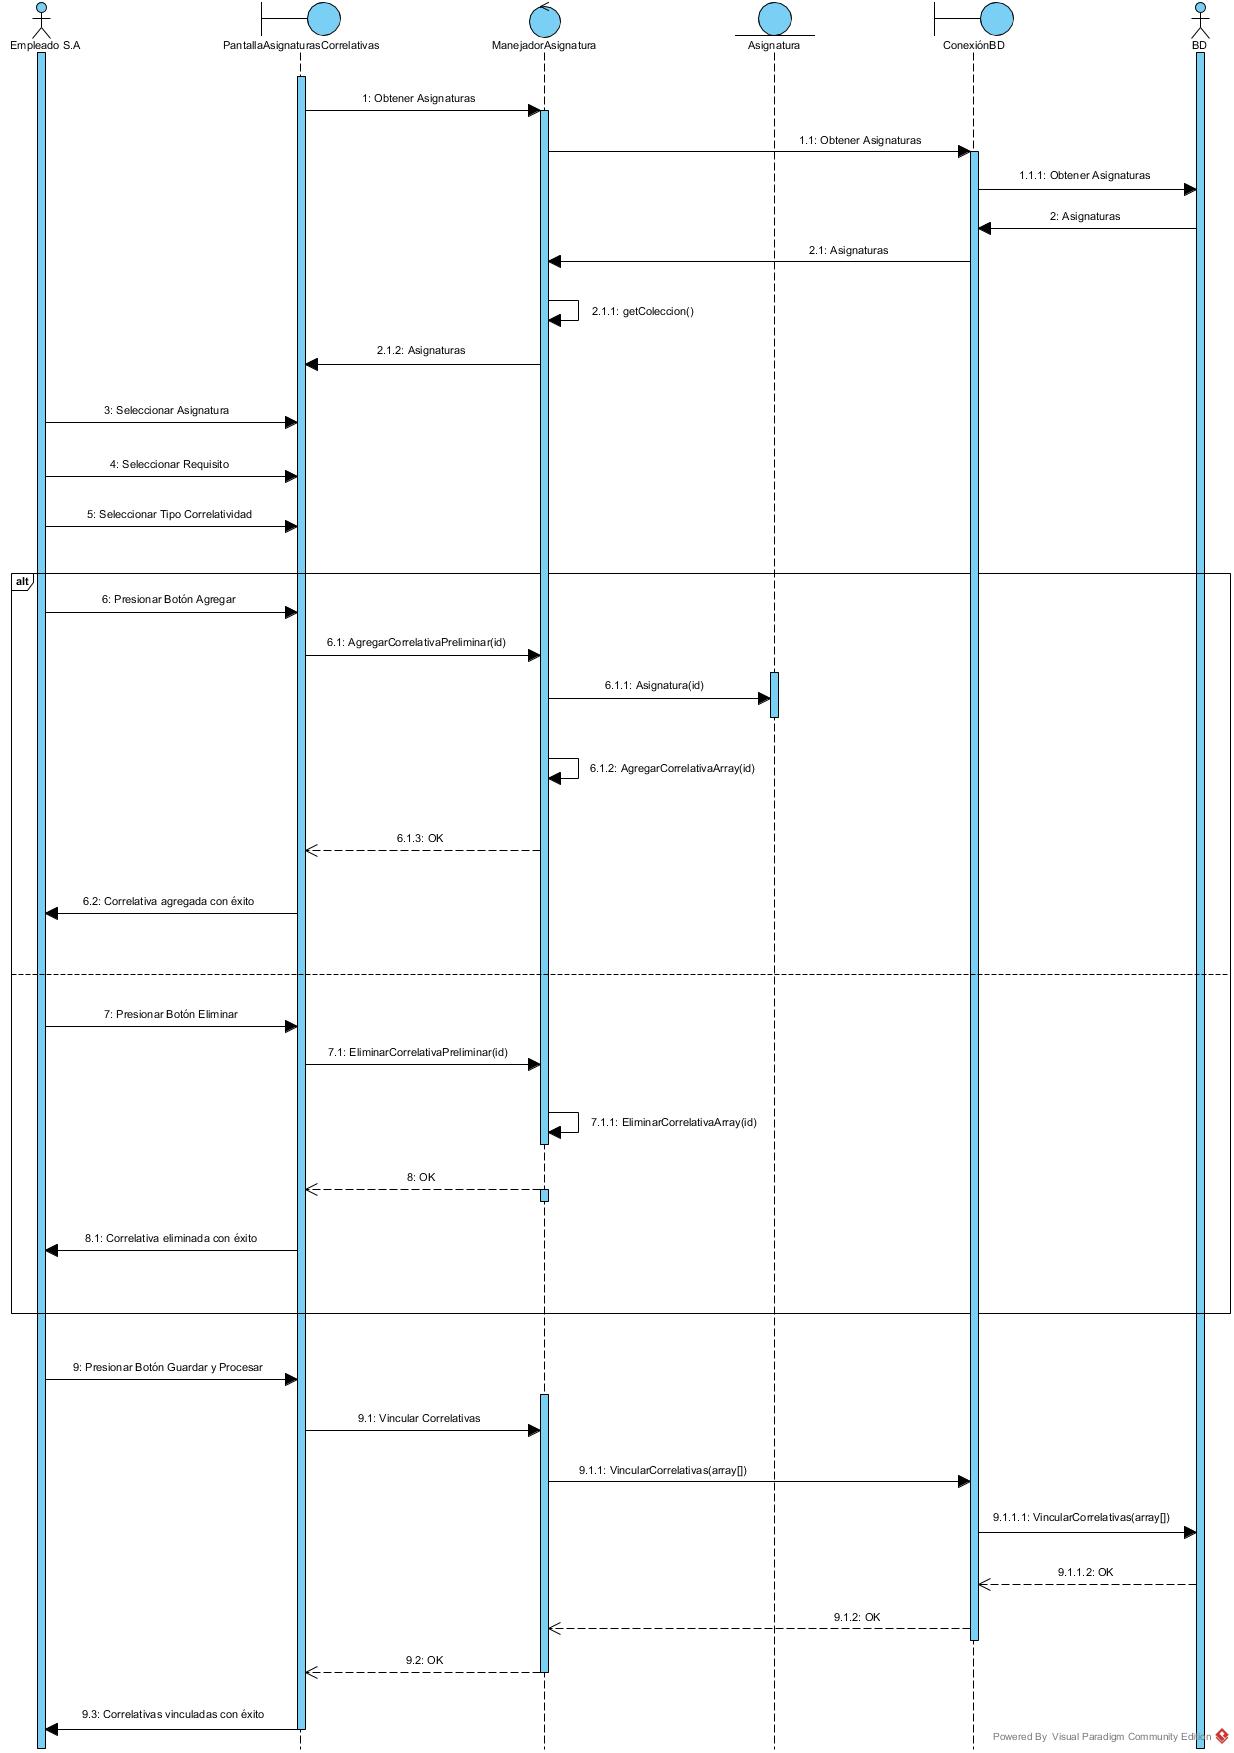 Empleado S.A
PantallaAsignaturasCorrelativas
ManejadorAsignatura
Asignatura
ConexiónBD
BD
1: Obtener Asignaturas
1.1: Obtener Asignaturas
1.1.1: Obtener Asignaturas
2: Asignaturas
2.1: Asignaturas
2.1.1: getColeccion()
2.1.2: Asignaturas
3: Seleccionar Asignatura
4: Seleccionar Requisito
5: Seleccionar Tipo Correlatividad
alt
6: Presionar Botón Agregar
6.1: AgregarCorrelativaPreliminar(id)
6.1.1: Asignatura(id)
6.1.2: AgregarCorrelativaArray(id)
6.1.3: OK
6.2: Correlativa agregada con éxito
7: Presionar Botón Eliminar
7.1: EliminarCorrelativaPreliminar(id)
7.1.1: EliminarCorrelativaArray(id)
8: OK
8.1: Correlativa eliminada con éxito
9: Presionar Botón Guardar y Procesar
9.1: Vincular Correlativas
9.1.1: VincularCorrelativas(array[])
9.1.1.1: VincularCorrelativas(array[])
9.1.1.2: OK
9.1.2: OK
9.2: OK
9.3: Correlativas vinculadas con éxito
Powered By Visual Paradigm Community Edition